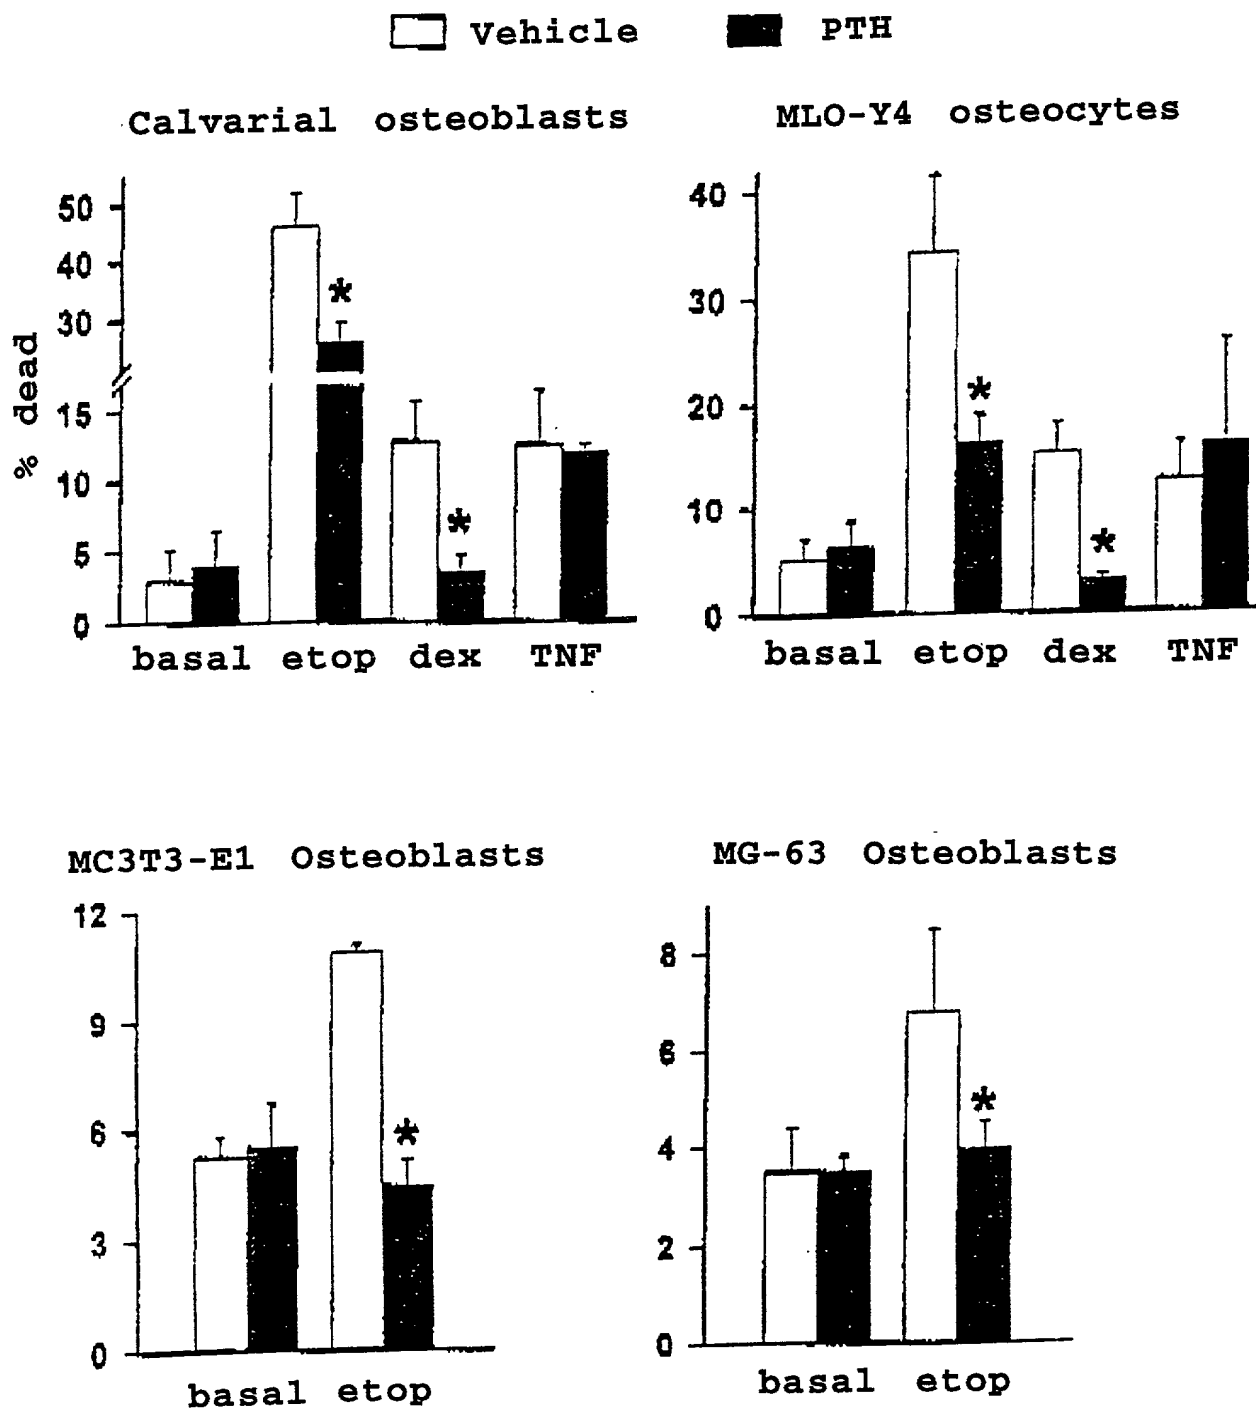 Vehicle PTH
Calvarial osteoblasts
MLO-Y4 osteocytes
% dead
50
40
30
15
10
5
0
basal etop dex TNF
40
30
20
10
0
basal etop dex TNF
*
*
*
*
MC3T3-E1 Osteoblasts
MG-63 Osteoblasts
12
9
6
3
0
basal etop
*
8
6
4
2
0
basal etop
*